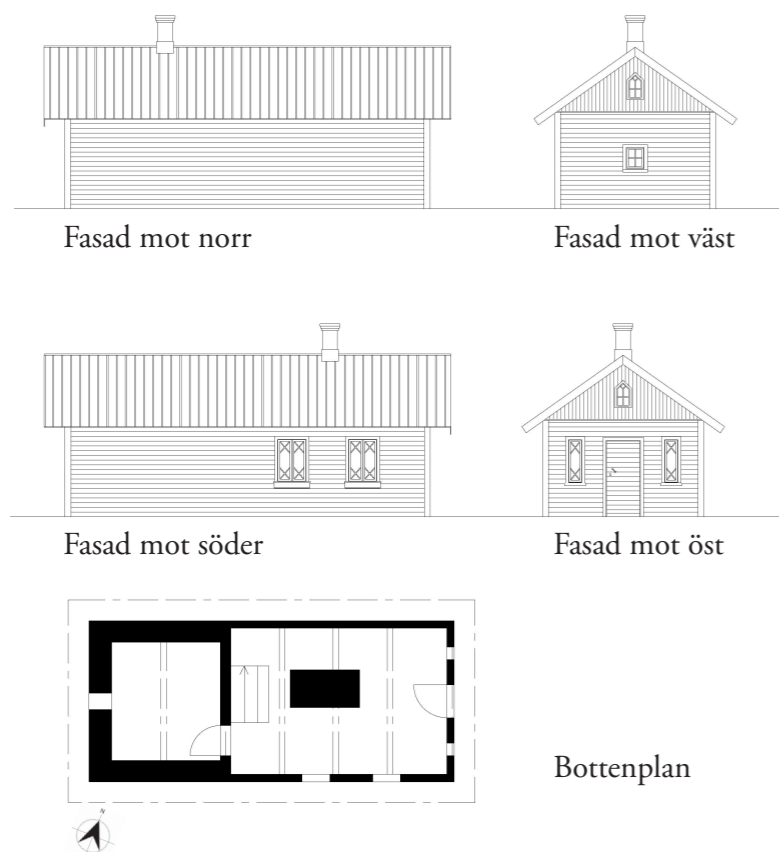 Fasad mot norr
Fasad mot väst
Fasad mot söder
Fasad mot öst
Bottenplan
N